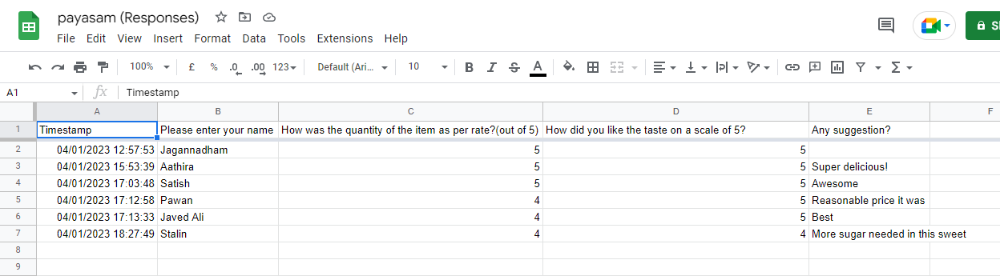 payasam (Responses)
File Edit View Insert Format Data Tools Extensions Help
100% £ % .0 .00 123 Default (Ari... 10 B I S A
A1 fx Timestamp
A B C D E F
1 Timestamp Please enter your name How was the quantity of the item as per rate?(out of 5) How did you like the taste on a scale of 5? Any suggestion?
2 04/01/2023 12:57:53 Jagannadham 5 5
3 04/01/2023 15:53:39 Aathira 5 5 Super delicious!
4 04/01/2023 17:03:48 Satish 5 5 Awesome
5 04/01/2023 17:12:58 Pawan 4 5 Reasonable price it was
6 04/01/2023 17:13:33 Javed Ali 4 5 Best
7 04/01/2023 18:27:49 Stalin 4 4 More sugar needed in this sweet
8
9